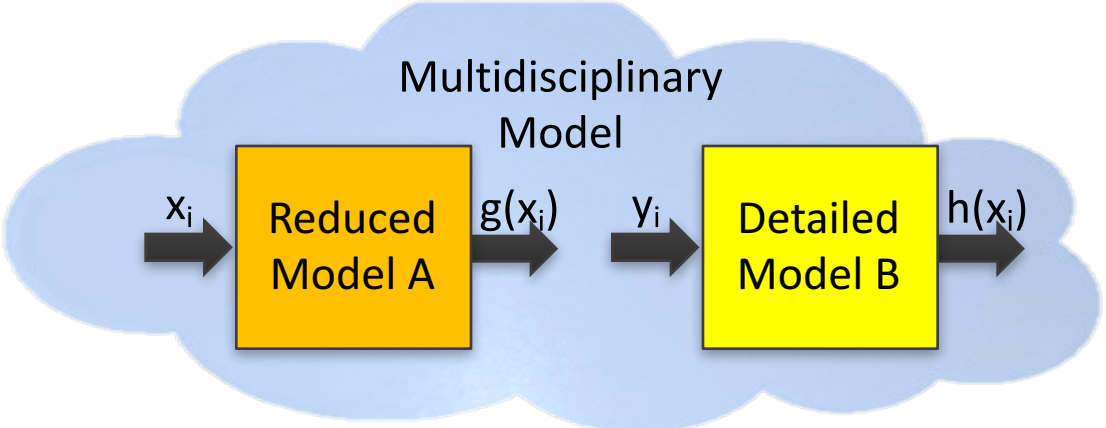 Multidisciplinary
Model
xᵢ
Reduced
Model A
g(xᵢ)
yᵢ
Detailed
Model B
h(xᵢ)